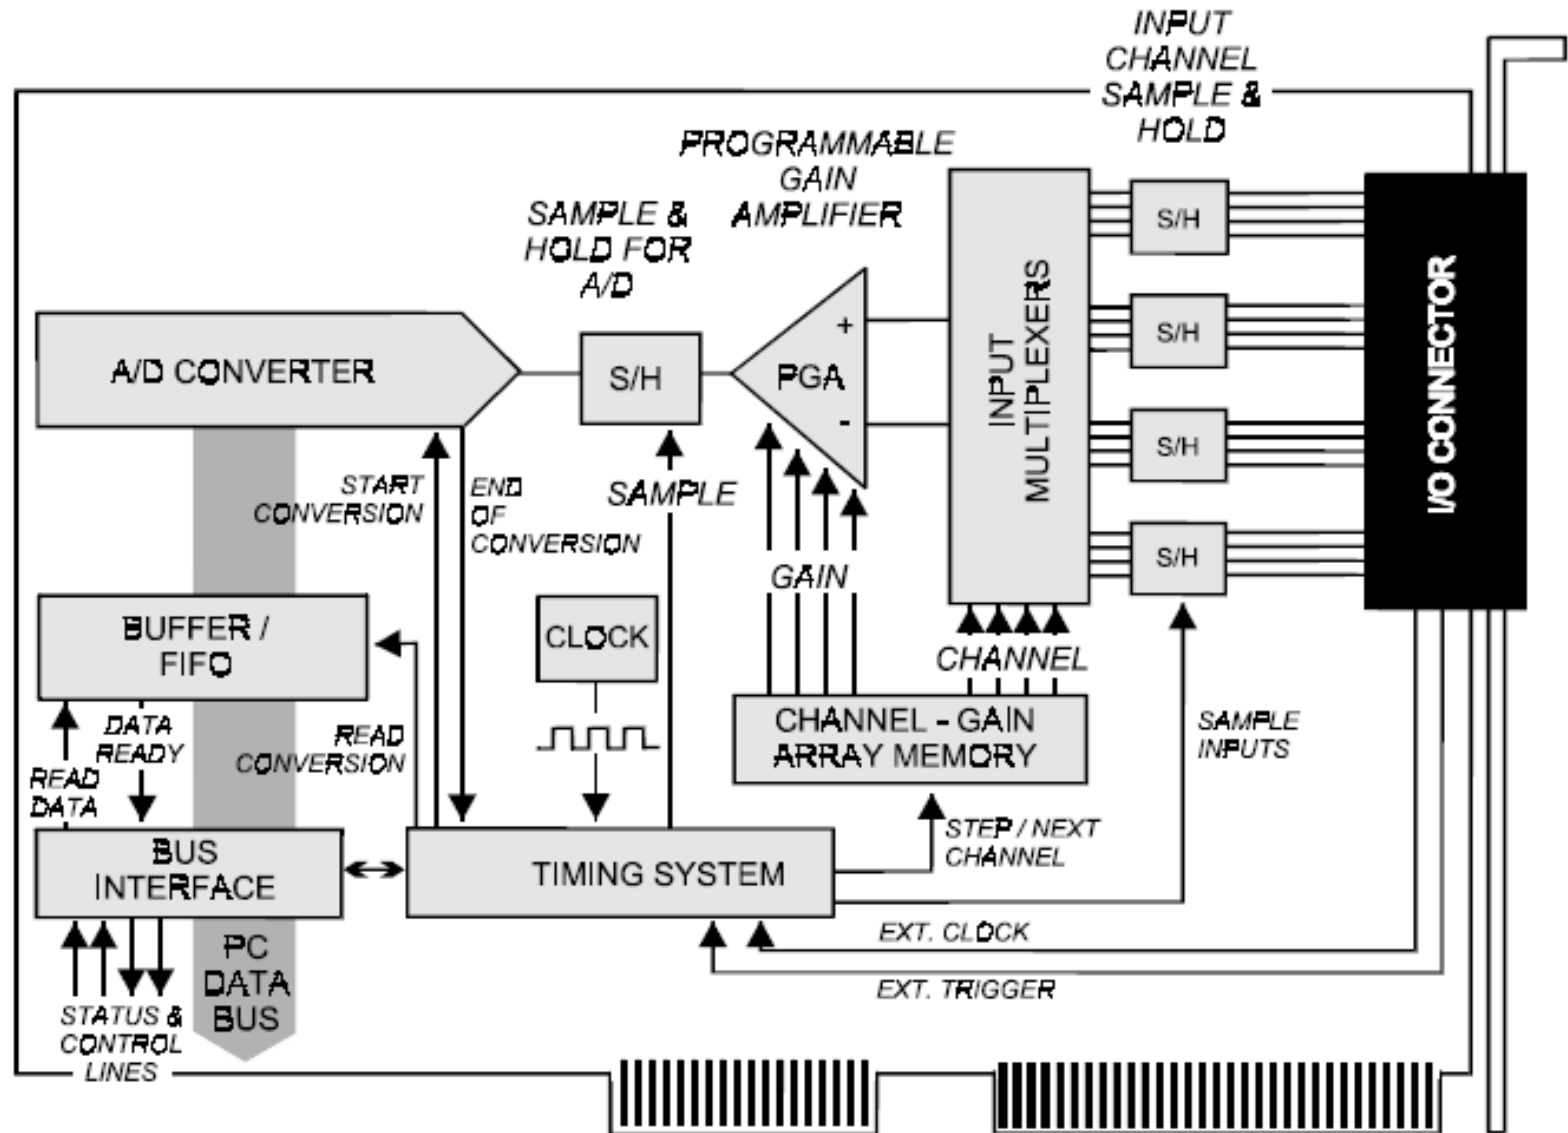 INPUT
CHANNEL
SAMPLE &
HOLD
PROGRAMMABLE
GAIN
AMPLIFIER
SAMPLE &
HOLD FOR
A/D
S/H
S/H
S/H
S/H
I/O CONNECTOR
INPUT
MULTIPLEXERS
+
PGA
-
S/H
A/D CONVERTER
START
CONVERSION
END
OF
CONVERSION
SAMPLE
GAIN
CHANNEL
BUFFER /
FIFO
CLOCK
CHANNEL - GAIN
ARRAY MEMORY
SAMPLE
INPUTS
DATA
READY
READ
DATA
READ
CONVERSION
STEP / NEXT
CHANNEL
BUS
INTERFACE
TIMING SYSTEM
EXT. CLOCK
EXT. TRIGGER
PC
DATA
BUS
STATUS &
CONTROL
LINES